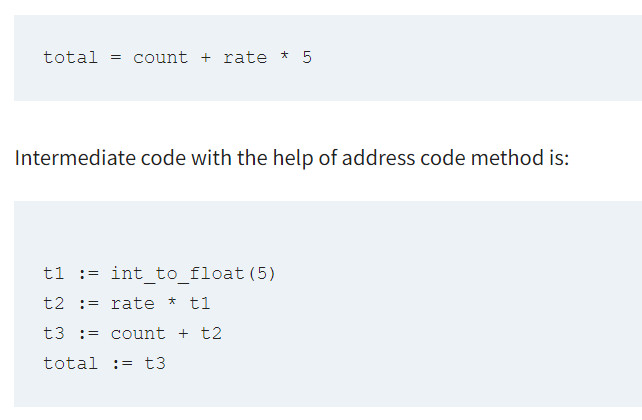 total = count + rate * 5
Intermediate code with the help of address code method is:
t1 := int_to_float(5)
t2 := rate * t1
t3 := count + t2
total := t3